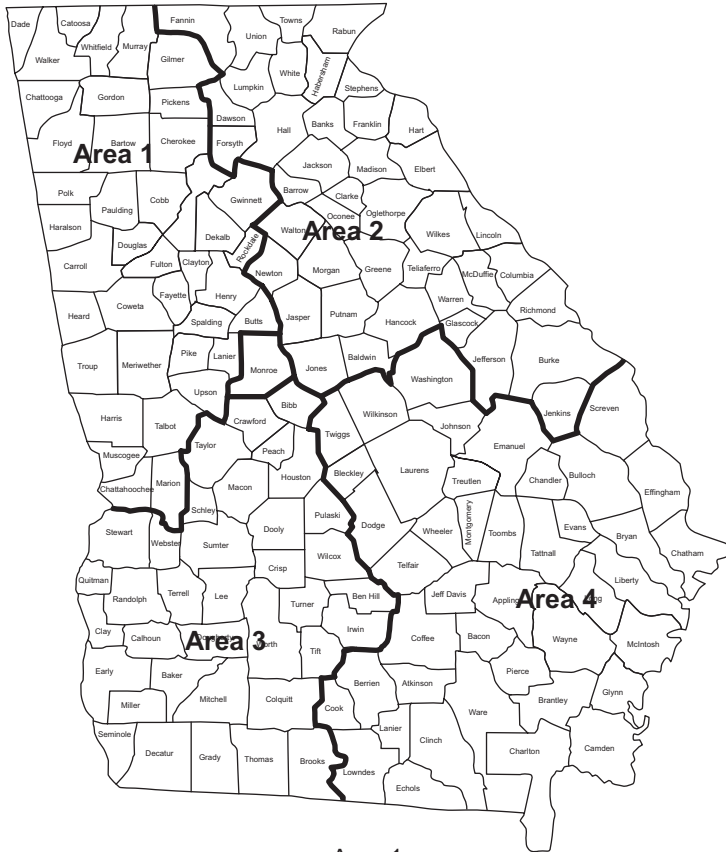 Dade
Catoosa
Fannin
Towns
Rabun
Union
Whitfield
Murray
Walker
Gilmer
White
Habersham
Lumpkin
Stephens
Chattooga
Gordon
Pickens
Dawson
Banks
Franklin
Hart
Hall
Floyd
Bartow
Cherokee
Forsyth
Area 1
Jackson
Madison
Elbert
Polk
Cobb
Gwinnett
Barrow
Clarke
Paulding
Oconee
Oglethorpe
Haralson
Dekalb
Rockdale
Walton
Area 2
Wilkes
Lincoln
Douglas
Carroll
Fulton
Clayton
Newton
Morgan
Greene
Teliaferro
McDuffie
Columbia
Fayette
Henry
Warren
Coweta
Richmond
Heard
Spalding
Butts
Jasper
Putnam
Hancock
Glascock
Troup
Meriwether
Pike
Lanier
Monroe
Jones
Baldwin
Jefferson
Burke
Washington
Upson
Bibb
Wilkinson
Jenkins
Screven
Harris
Talbot
Crawford
Twiggs
Johnson
Taylor
Emanuel
Muscogee
Peach
Laurens
Bleckley
Chattahoochee
Marion
Macon
Houston
Treutlen
Chandler
Bulloch
Effingham
Schley
Pulaski
Dodge
Montgomery
Stewart
Webster
Sumter
Dooly
Wheeler
Toombs
Evans
Bryan
Tattnall
Chatham
Wilcox
Telfair
Crisp
Quitman
Liberty
Randolph
Terrell
Lee
Turner
Ben Hill
Jeff Davis
Appling
Area 4
Irwin
Clay
Calhoun
Area 3
Tift
Coffee
Bacon
Wayne
McIntosh
Early
Baker
Pierce
Miller
Mitchell
Colquitt
Cook
Berrien
Atkinson
Ware
Brantley
Glynn
Seminole
Lanier
Clinch
Charlton
Camden
Decatur
Grady
Thomas
Brooks
Lowndes
Echols